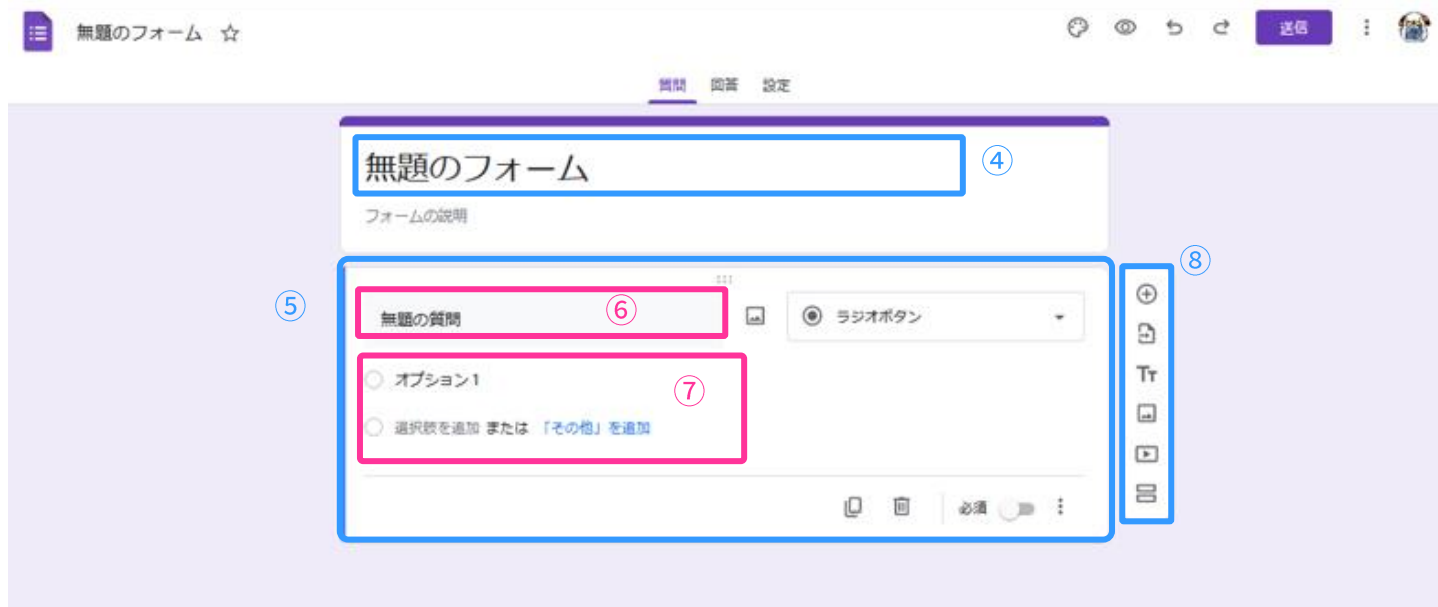 無題のフォーム
送信
質問 回答 設定
無題のフォーム ④
フォームの説明
⑤
⑧
無題の質問 ⑥ ラジオボタン
オプション 1 ⑦
選択肢を追加 または 「その他」を追加
Tт
必須